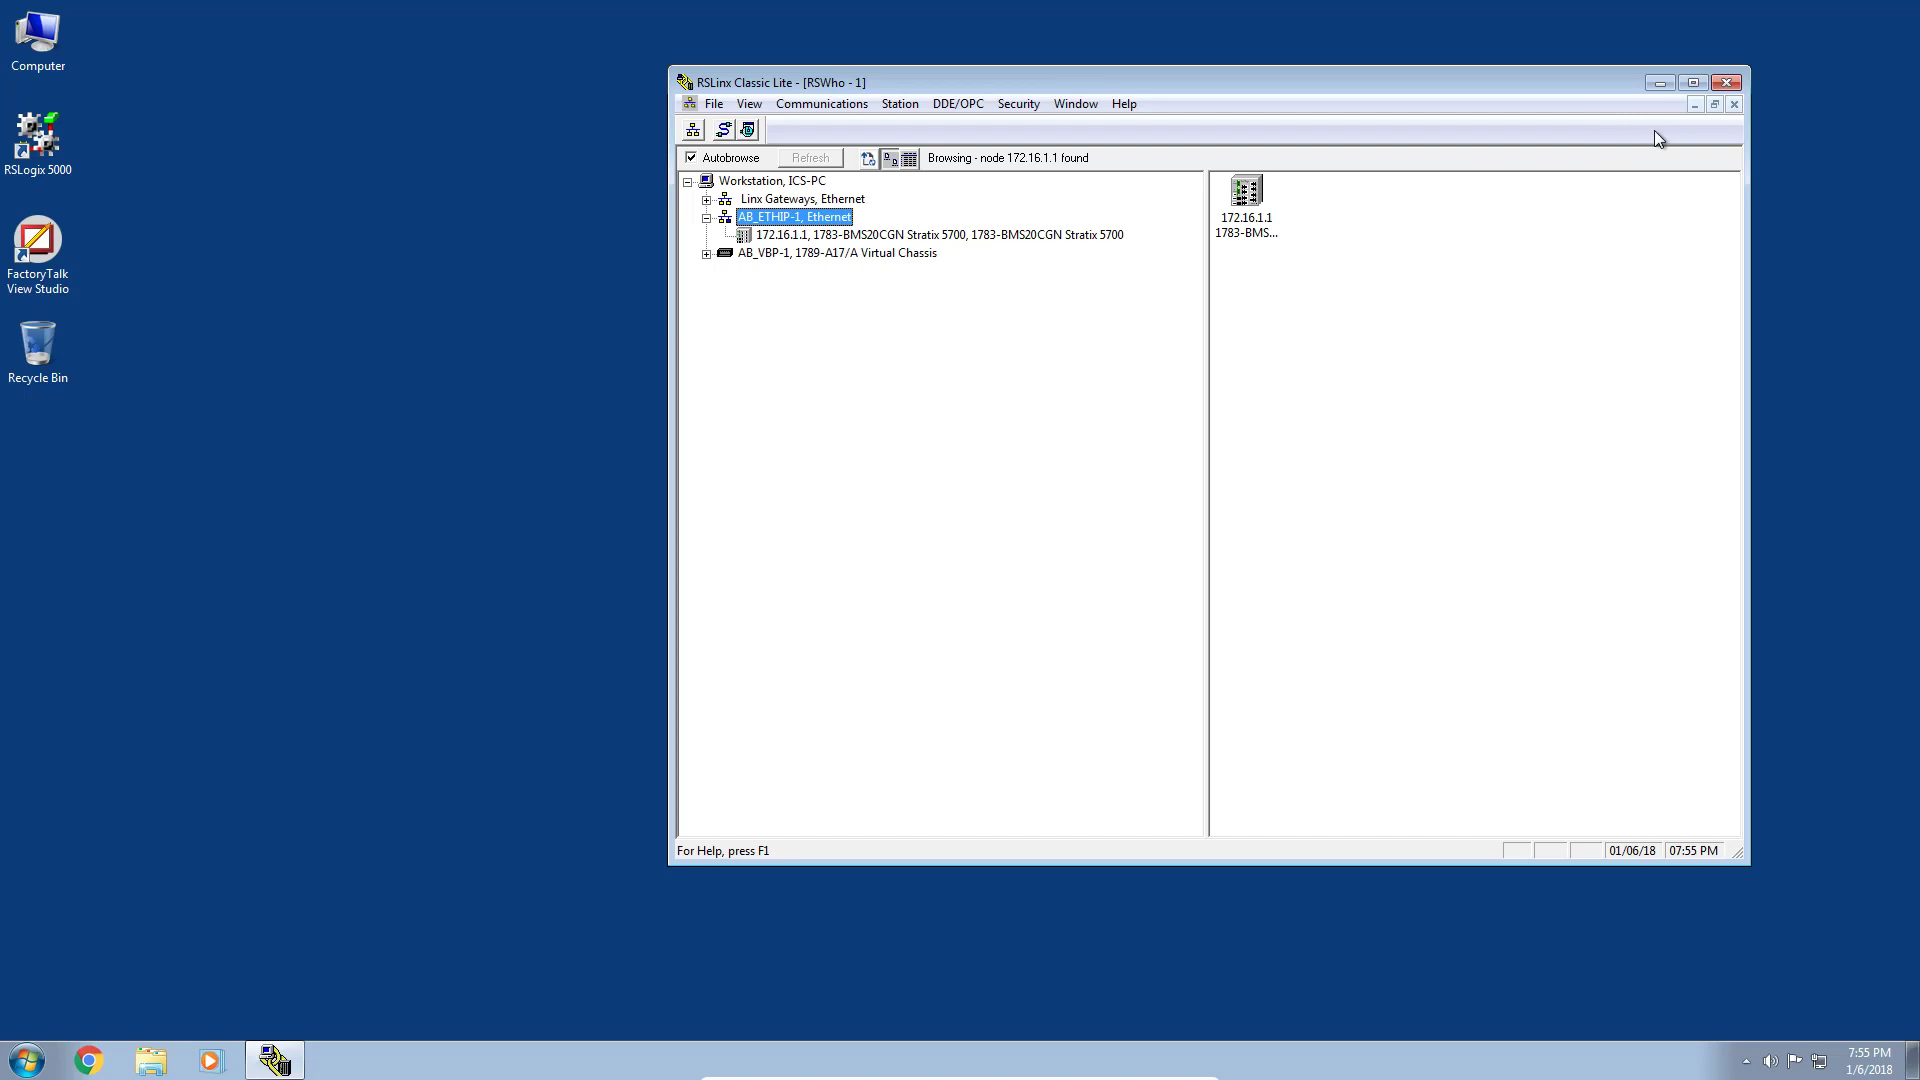 Computer
RSLogix 5000
FactoryTalk
View Studio
Recycle Bin
RSLinx Classic Lite - [RSWho - 1]
File View Communications Station DDE/OPC Security Window Help
Autobrowse Refresh Browsing - node 172.16.1.1 found
Workstation, ICS-PC
Linx Gateways, Ethernet
AB_ETHIP-1, Ethernet
172.16.1.1, 1783-BMS20CGN Stratix 5700, 1783-BMS20CGN Stratix 5700
AB_VBP-1, 1789-A17/A Virtual Chassis
172.16.1.1
1783-BMS...
For Help, press F1
01/06/18 07:55 PM
7:55 PM
1/6/2018